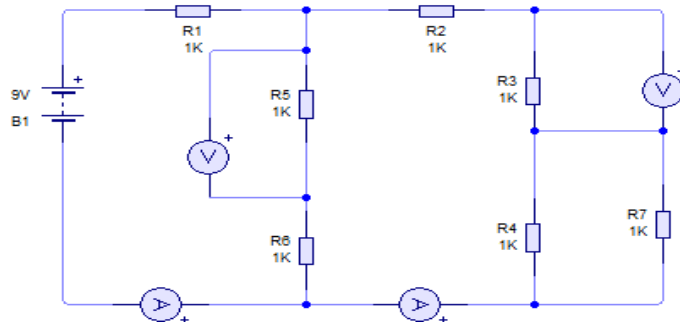 R1
1K
R2
1K
+
9V
B1
R3
1K
+
V
R5
1K
+
V
R4
1K
R7
1K
R6
1K
A
+
A
+